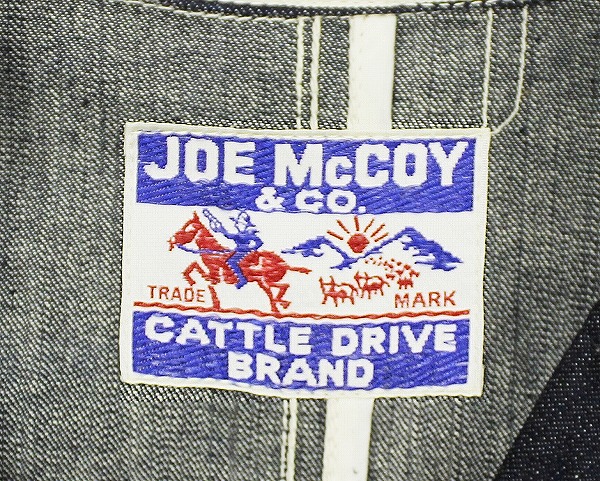 JOE McCOY
& CO.
TRADE MARK
CATTLE DRIVE
BRAND